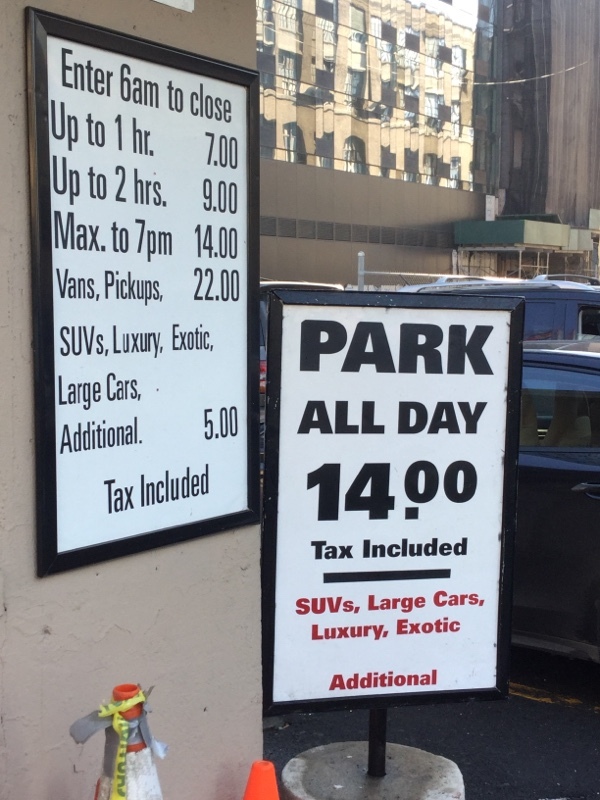 Enter 6am to close
Up to 1 hr. 7.00
Up to 2 hrs. 9.00
Max. to 7pm 14.00
Vans, Pickups, 22.00
SUVs, Luxury, Exotic,
Large Cars,
Additional. 5.00
Tax Included
PARK
ALL DAY
14.00
Tax Included
SUVs, Large Cars,
Luxury, Exotic
Additional